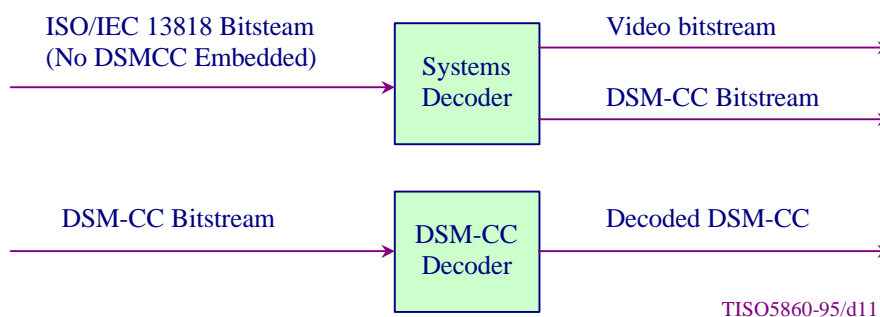 ISO/IEC 13818 Bitsteam
(No DSMCC Embedded)
Systems
Decoder
Video bitstream
DSM-CC Bitstream
DSM-CC Bitstream
DSM-CC
Decoder
Decoded DSM-CC
TISO5860-95/d11